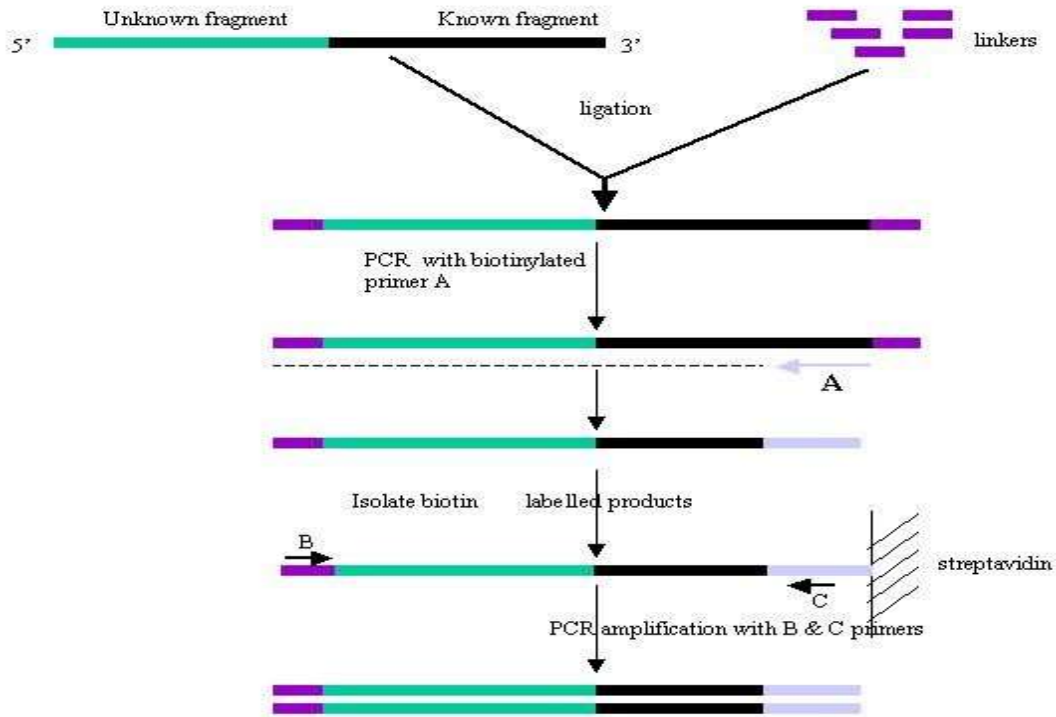 Unknown fragment
Known fragment
5'
3'
linkers
ligation
PCR with biotinylated
primer A
A
Isolate biotin labelled products
B
streptavidin
C
PCR amplification with B & C primers